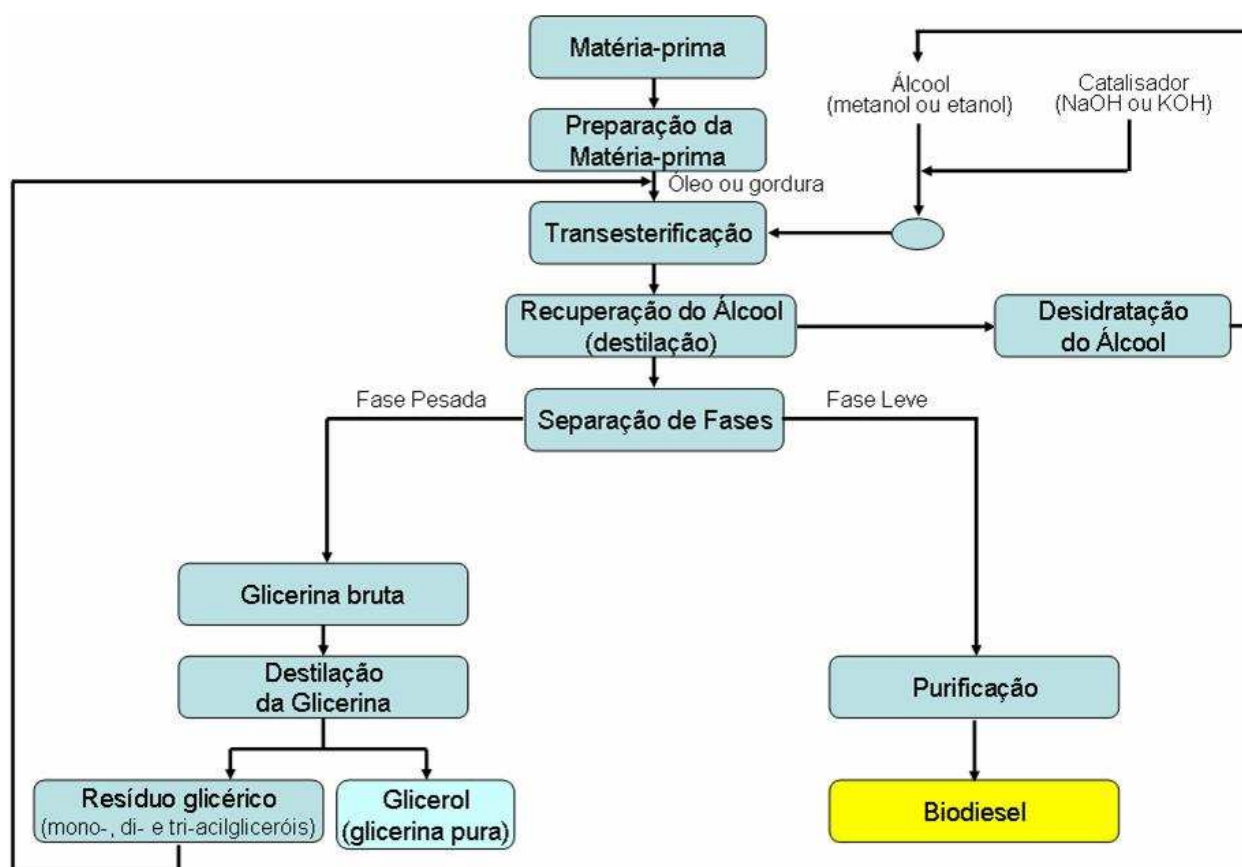 Matéria-prima
Álcool
(metanol ou etanol)
Catalisador
(NaOH ou KOH)
Preparação da
Matéria-prima
Óleo ou gordura
Transesterificação
Recuperação do Álcool
(destilação)
Desidratação
do Álcool
Fase Pesada
Separação de Fases
Fase Leve
Glicerina bruta
Destilação
da Glicerina
Purificação
Resíduo glicérico
(mono-, di- e tri-acilgliceróis)
Glicerol
(glicerina pura)
Biodiesel